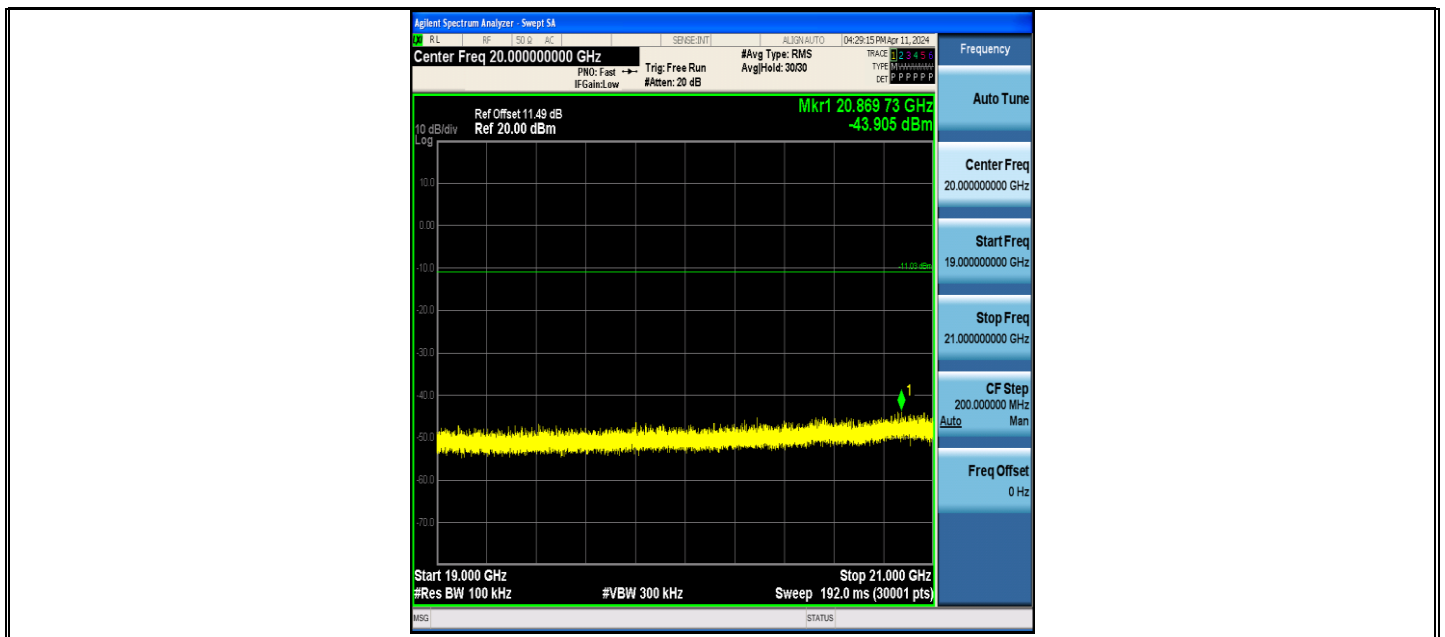 Agilent Spectrum Analyzer - Swept SA
RL RF 50 Ω AC SENSE:INT ALIGN AUTO 04:29:15 PM Apr 11, 2024
Center Freq 20.000000000 GHz
PNO: Fast
IFGain:Low
Trig: Free Run
#Atten: 20 dB
#Avg Type: RMS
Avg|Hold: 30/30
TRACE 1 2 3 4 5 6
TYPE
DET P P P P P P
Mkr1 20.869 73 GHz
-43.905 dBm
Ref Offset 11.49 dB
10 dB/div Ref 20.00 dBm
Log
10.0
0.00
-11.03 dBm
-10.0
-20.0
-30.0
1
-40.0
-50.0
-60.0
-70.0
Start 19.000 GHz Stop 21.000 GHz
#Res BW 100 kHz #VBW 300 kHz Sweep 192.0 ms (30001 pts)
MSG STATUS
Frequency
Auto Tune
Center Freq
20.000000000 GHz
Start Freq
19.000000000 GHz
Stop Freq
21.000000000 GHz
CF Step
200.000000 MHz
Auto Man
Freq Offset
0 Hz